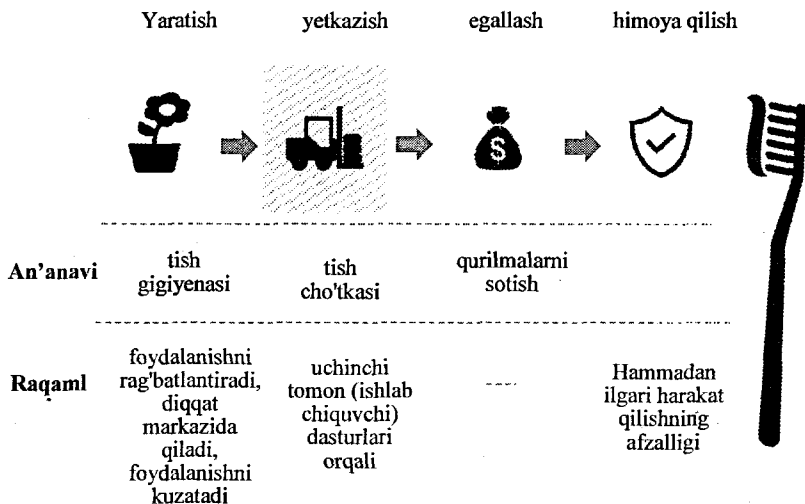 Yaratish yetkazish egallash himoya qilish
$
An'anavi
tish
gigiyenasi
tish
cho'tkasi
qurilmalarni
sotish
Raqaml
foydalanishni
rag'batlantiradi,
diqqat
markazida
qiladi,
foydalanishni
kuzatadi
uchinchi
tomon (ishlab
chiquvchi)
dasturlari
orqali
----
Hammadan
ilgari harakat
qilishning
afzalligi